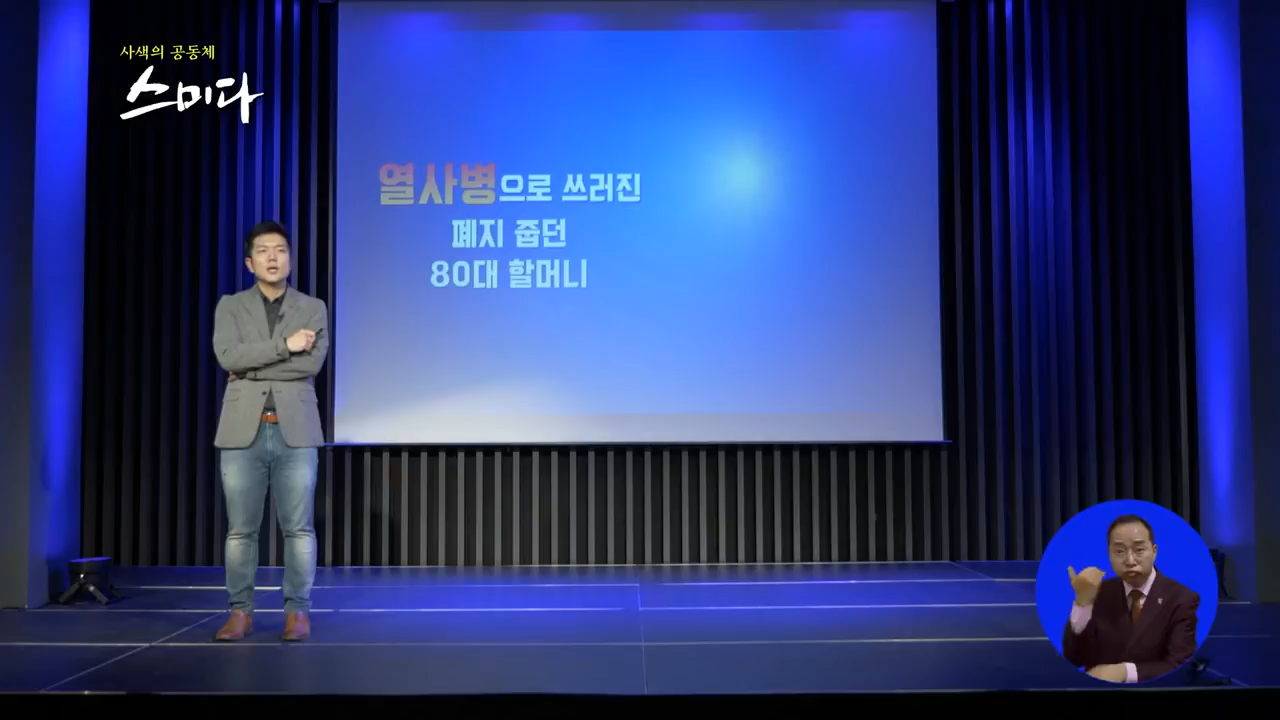 사색의 공동체
스미다
열사병으로 쓰러진
폐지 줍던
80대 할머니